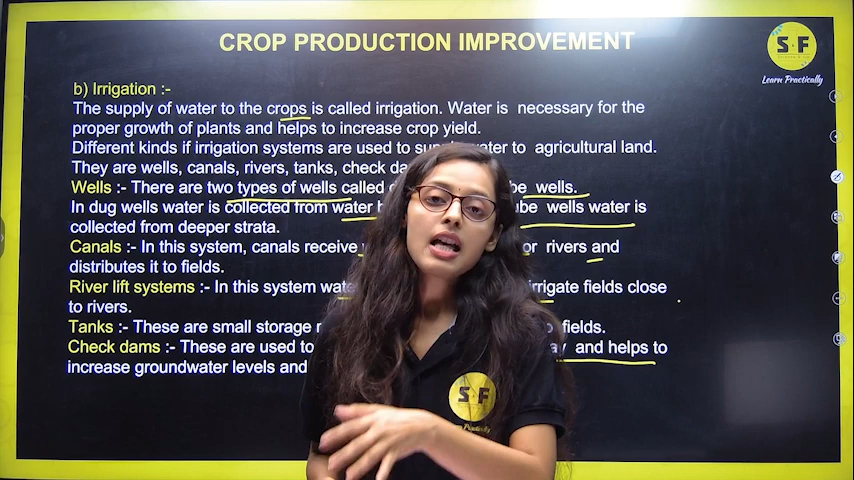 CROP PRODUCTION IMPROVEMENT
S F
Learn Practically
b) Irrigation :-
The supply of water to the crops is called irrigation. Water is necessary for the
proper growth of plants and helps to increase crop yield.
Different kinds if irrigation systems are used to water to agricultural land.
They are wells, canals, rivers, tanks, check
Wells :- There are two types of wells called wells.
In dug wells water is collected from water wells water is
collected from deeper strata.
Canals :- In this system, canals receive or rivers and
distributes it to fields.
River lift systems :- In this system irrigate fields close
to rivers.
Tanks :- These are small storage fields.
Check dams :- These are used to and helps to
increase groundwater levels and
S F